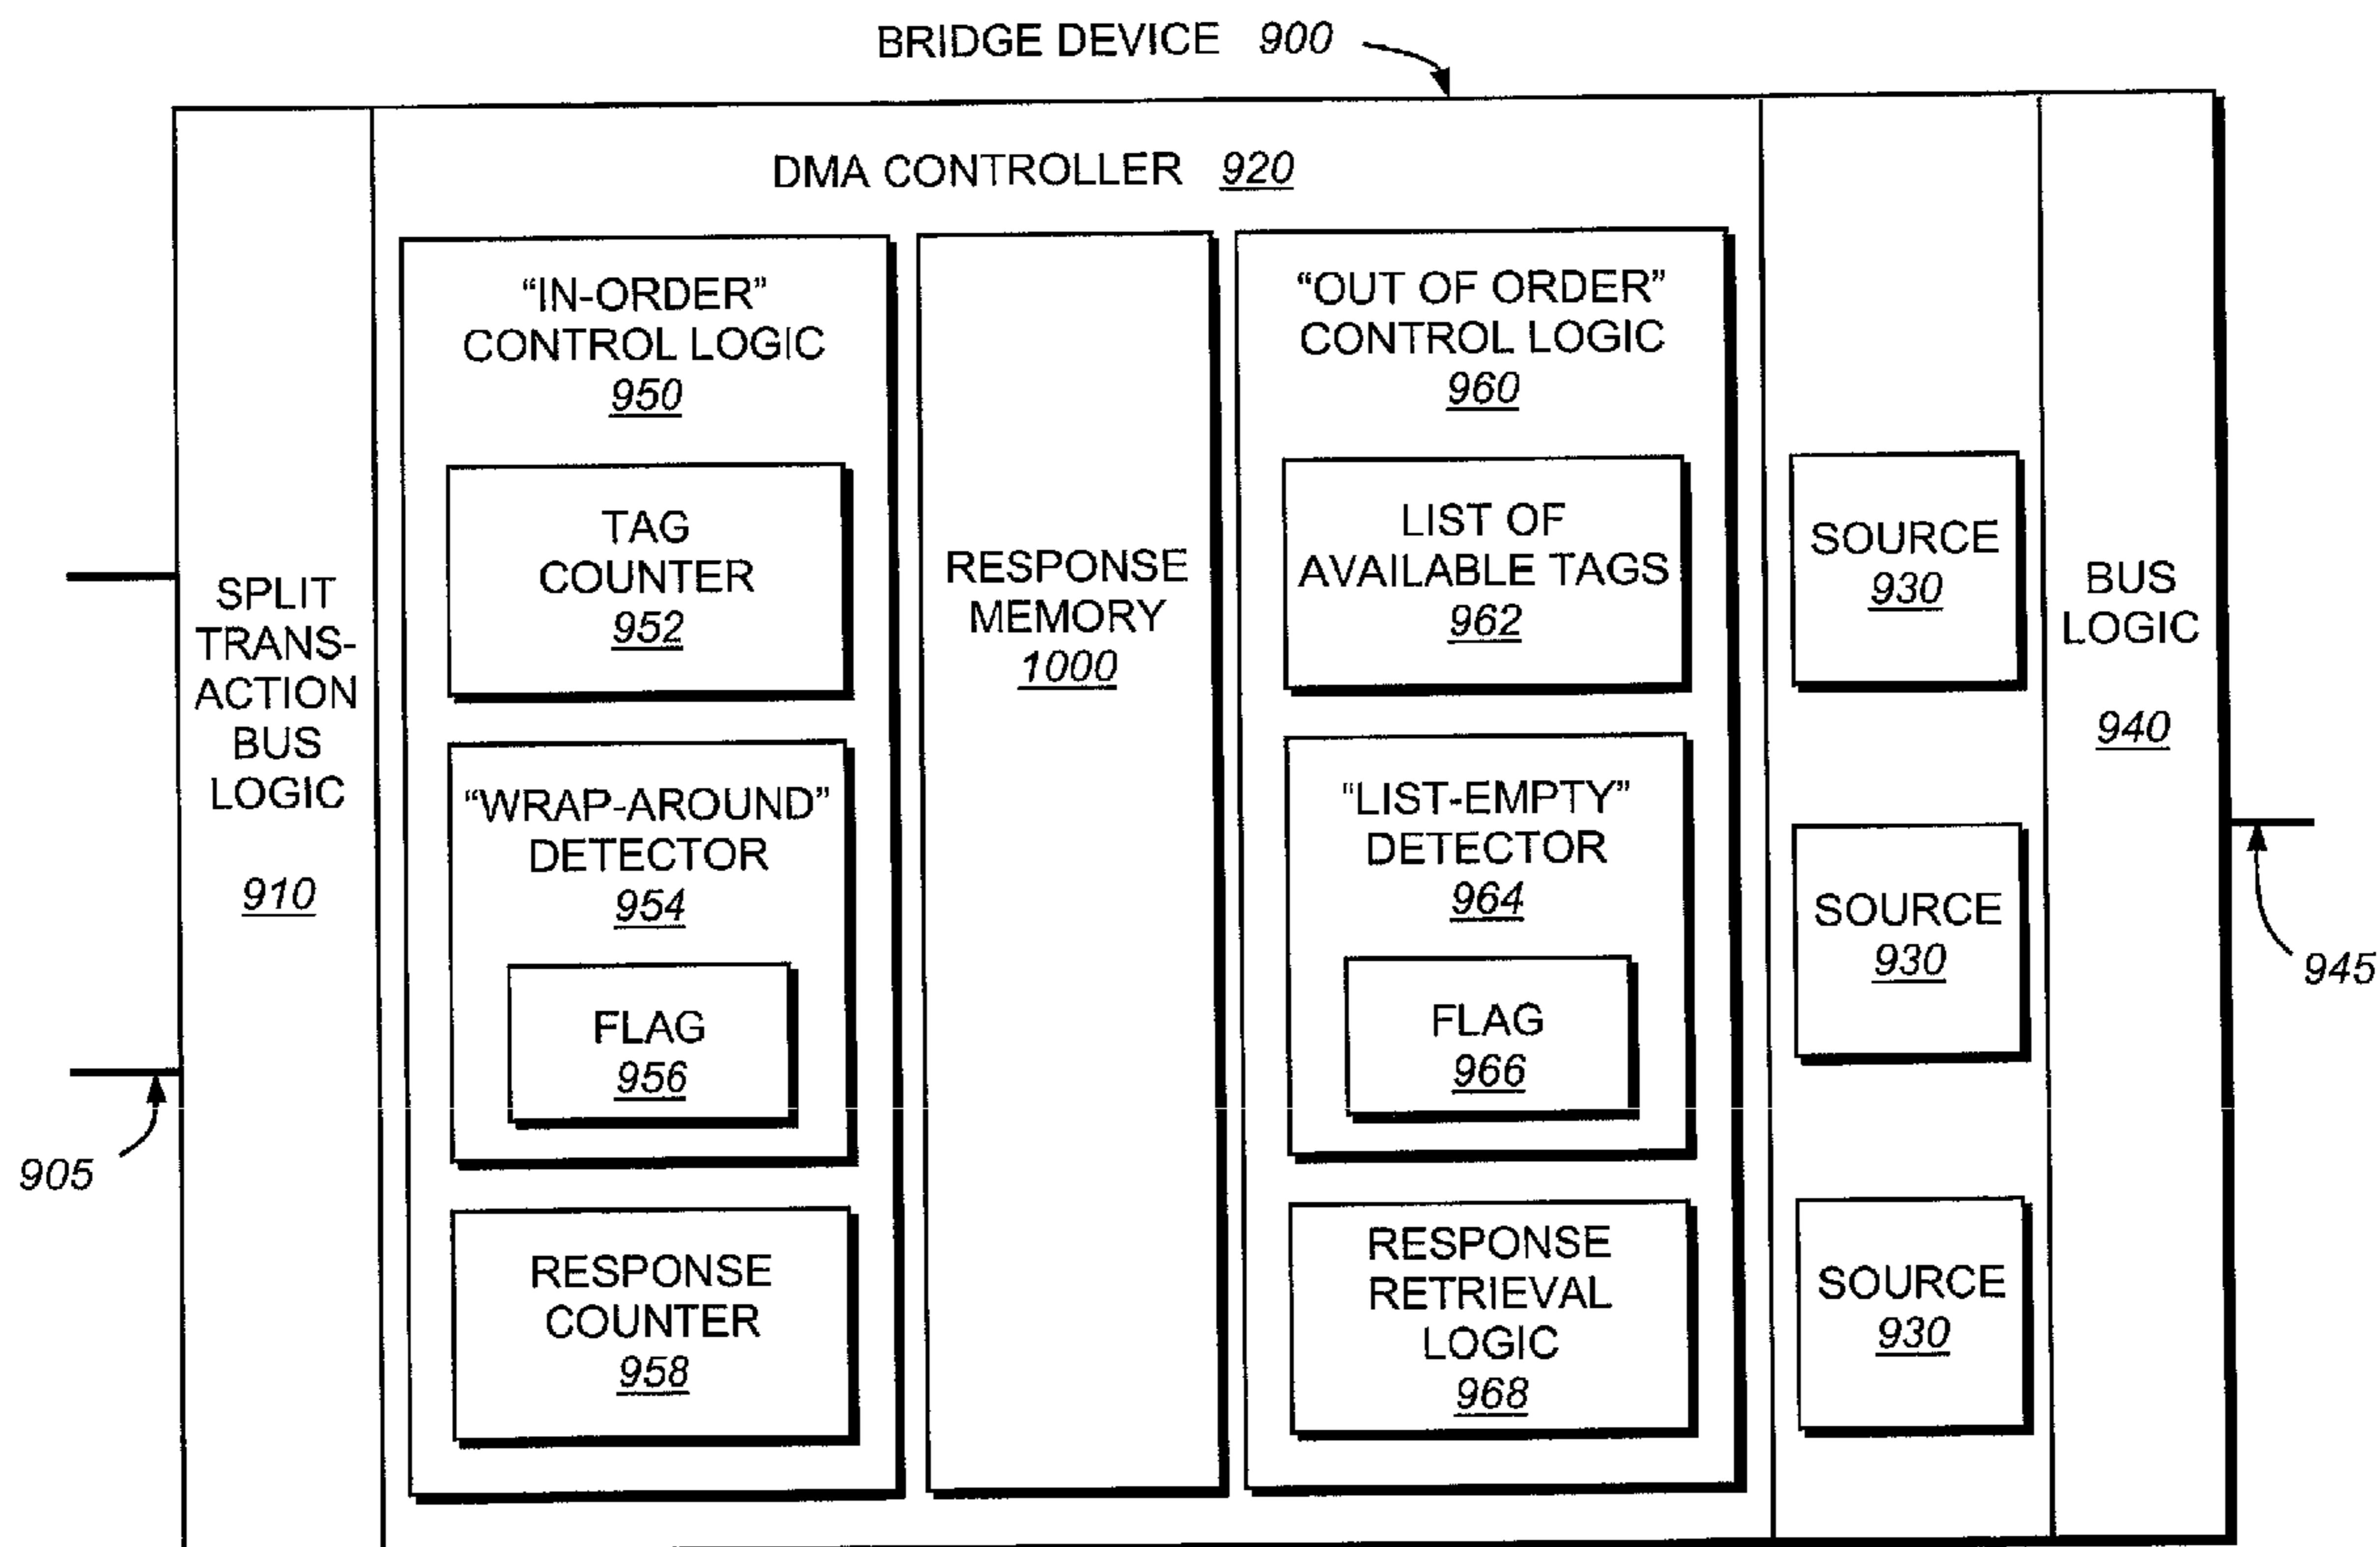 BRIDGE DEVICE 900
DMA CONTROLLER 920
SPLIT
TRANS-
ACTION
BUS
LOGIC
910
905
“IN-ORDER”
CONTROL LOGIC
950
TAG
COUNTER
952
“WRAP-AROUND”
DETECTOR
954
FLAG
956
RESPONSE
COUNTER
958
RESPONSE
MEMORY
1000
“OUT OF ORDER”
CONTROL LOGIC
960
LIST OF
AVAILABLE TAGS
962
"LIST-EMPTY”
DETECTOR
964
FLAG
966
RESPONSE
RETRIEVAL
LOGIC
968
SOURCE
930
SOURCE
930
SOURCE
930
BUS
LOGIC
940
945